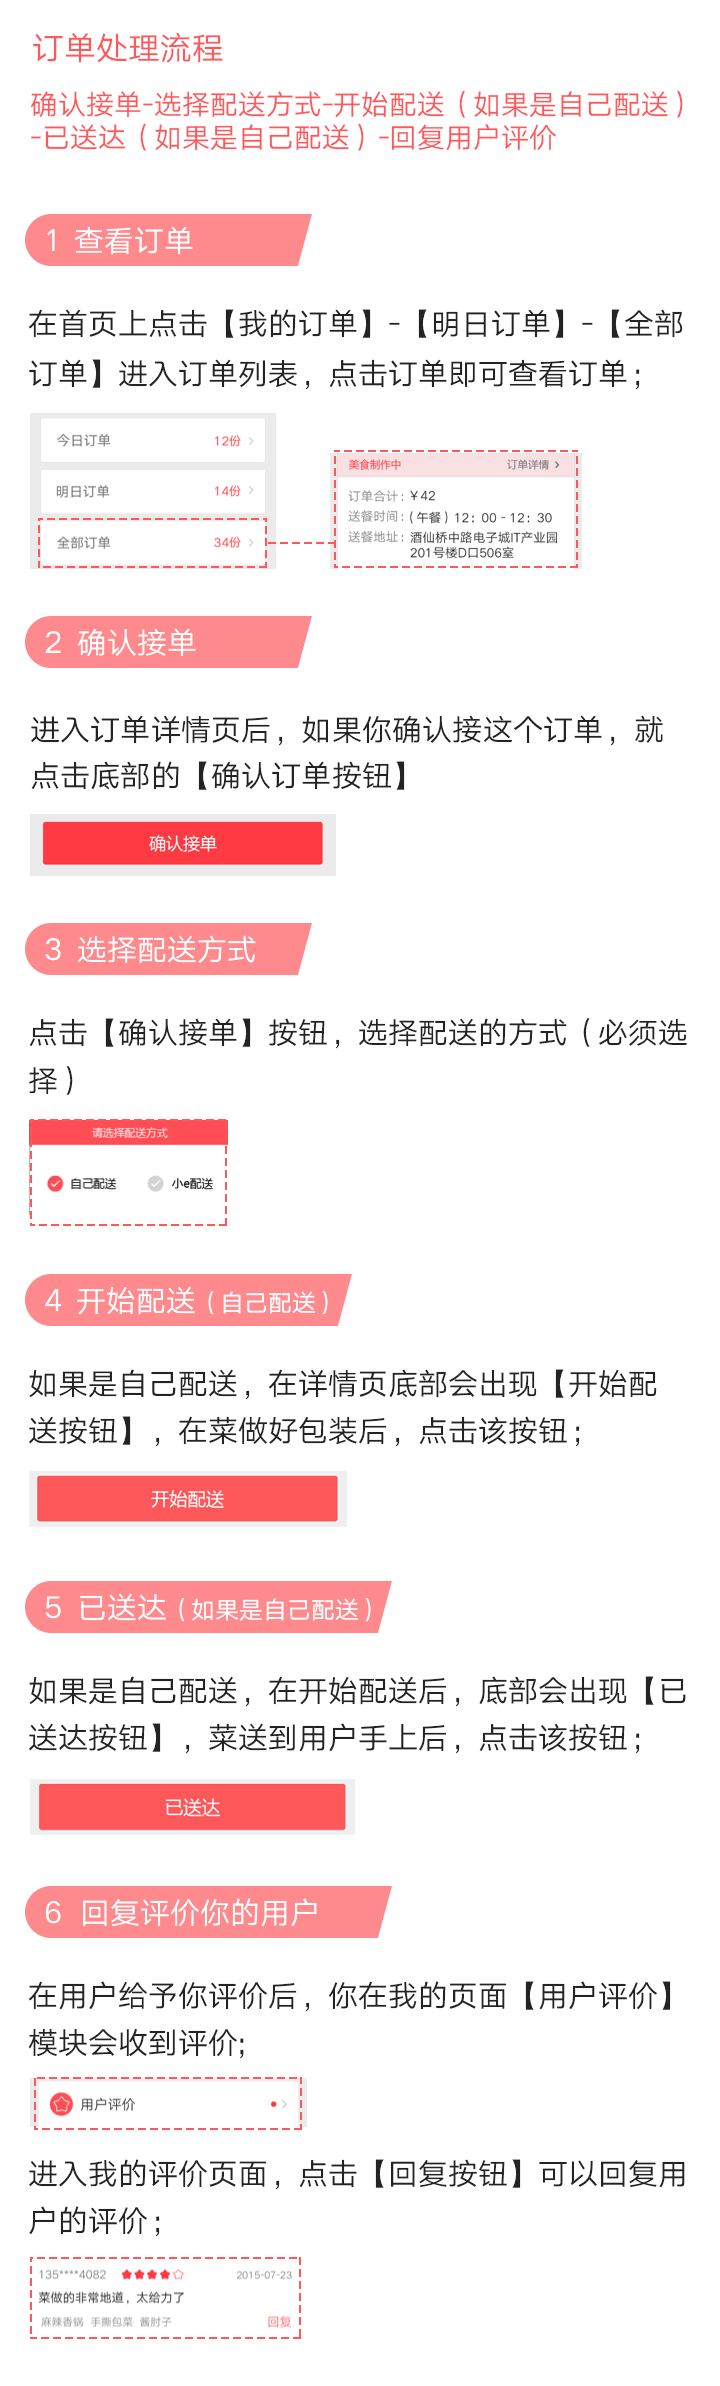 订单处理流程
确认接单-选择配送方式-开始配送（如果是自己配送）
-已送达（如果是自己配送）-回复用户评价
1 查看订单
在首页上点击【我的订单】-【明日订单】-【全部
订单】进入订单列表，点击订单即可查看订单；
今日订单 12份
明日订单 14份
全部订单 34份
美食制作中 订单详情
订单合计：￥42
送餐时间：(午餐) 12：00 - 12：30
送餐地址：酒仙桥中路电子城IT产业园
201号楼D口506室
2 确认接单
进入订单详情页后，如果你确认接这个订单，就
点击底部的【确认订单按钮】
确认接单
3 选择配送方式
点击【确认接单】按钮，选择配送的方式（必须选
择）
请选择配送方式
自己配送 小e配送
4 开始配送（自己配送）
如果是自己配送，在详情页底部会出现【开始配
送按钮】，在菜做好包装后，点击该按钮；
开始配送
5 已送达（如果是自己配送）
如果是自己配送，在开始配送后，底部会出现【已
送达按钮】，菜送到用户手上后，点击该按钮；
已送达
6 回复评价你的用户
在用户给予你评价后，你在我的页面【用户评价】
模块会收到评价;
用户评价
进入我的评价页面，点击【回复按钮】可以回复用
户的评价；
135****4082 2015-07-23
菜做的非常地道，太给力了
麻辣香锅 手撕包菜 酱肘子 回复